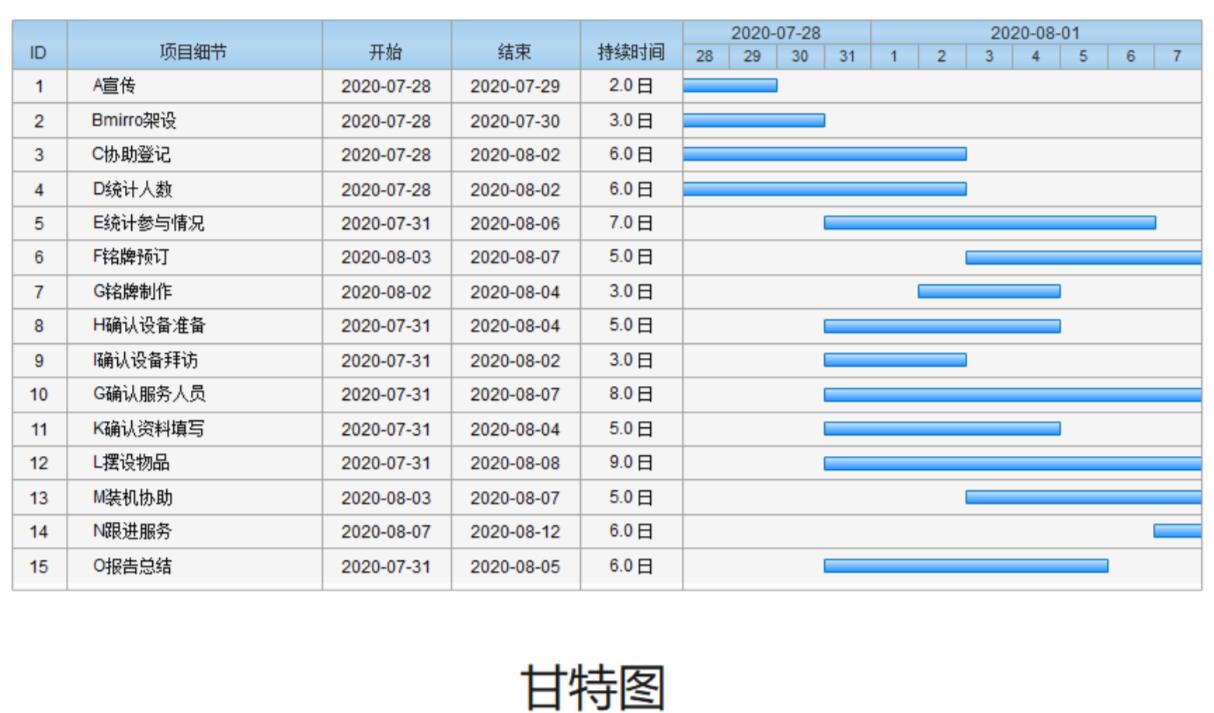 2020-07-28 2020-08-01
ID 项目细节 开始 结束 持续时间 28 29 30 31 1 2 3 4 5 6 7
1 A宣传 2020-07-28 2020-07-29 2.0 日
2 Bmirro架设 2020-07-28 2020-07-30 3.0 日
3 C协助登记 2020-07-28 2020-08-02 6.0 日
4 D统计人数 2020-07-28 2020-08-02 6.0 日
5 E统计参与情况 2020-07-31 2020-08-06 7.0 日
6 F铭牌预订 2020-08-03 2020-08-07 5.0 日
7 G铭牌制作 2020-08-02 2020-08-04 3.0 日
8 H确认设备准备 2020-07-31 2020-08-04 5.0 日
9 I确认设备拜访 2020-07-31 2020-08-02 3.0 日
10 G确认服务人员 2020-07-31 2020-08-07 8.0 日
11 K确认资料填写 2020-07-31 2020-08-04 5.0 日
12 L摆设物品 2020-07-31 2020-08-08 9.0 日
13 M装机协助 2020-08-03 2020-08-07 5.0 日
14 N跟进服务 2020-08-07 2020-08-12 6.0 日
15 O报告总结 2020-07-31 2020-08-05 6.0 日
甘特图